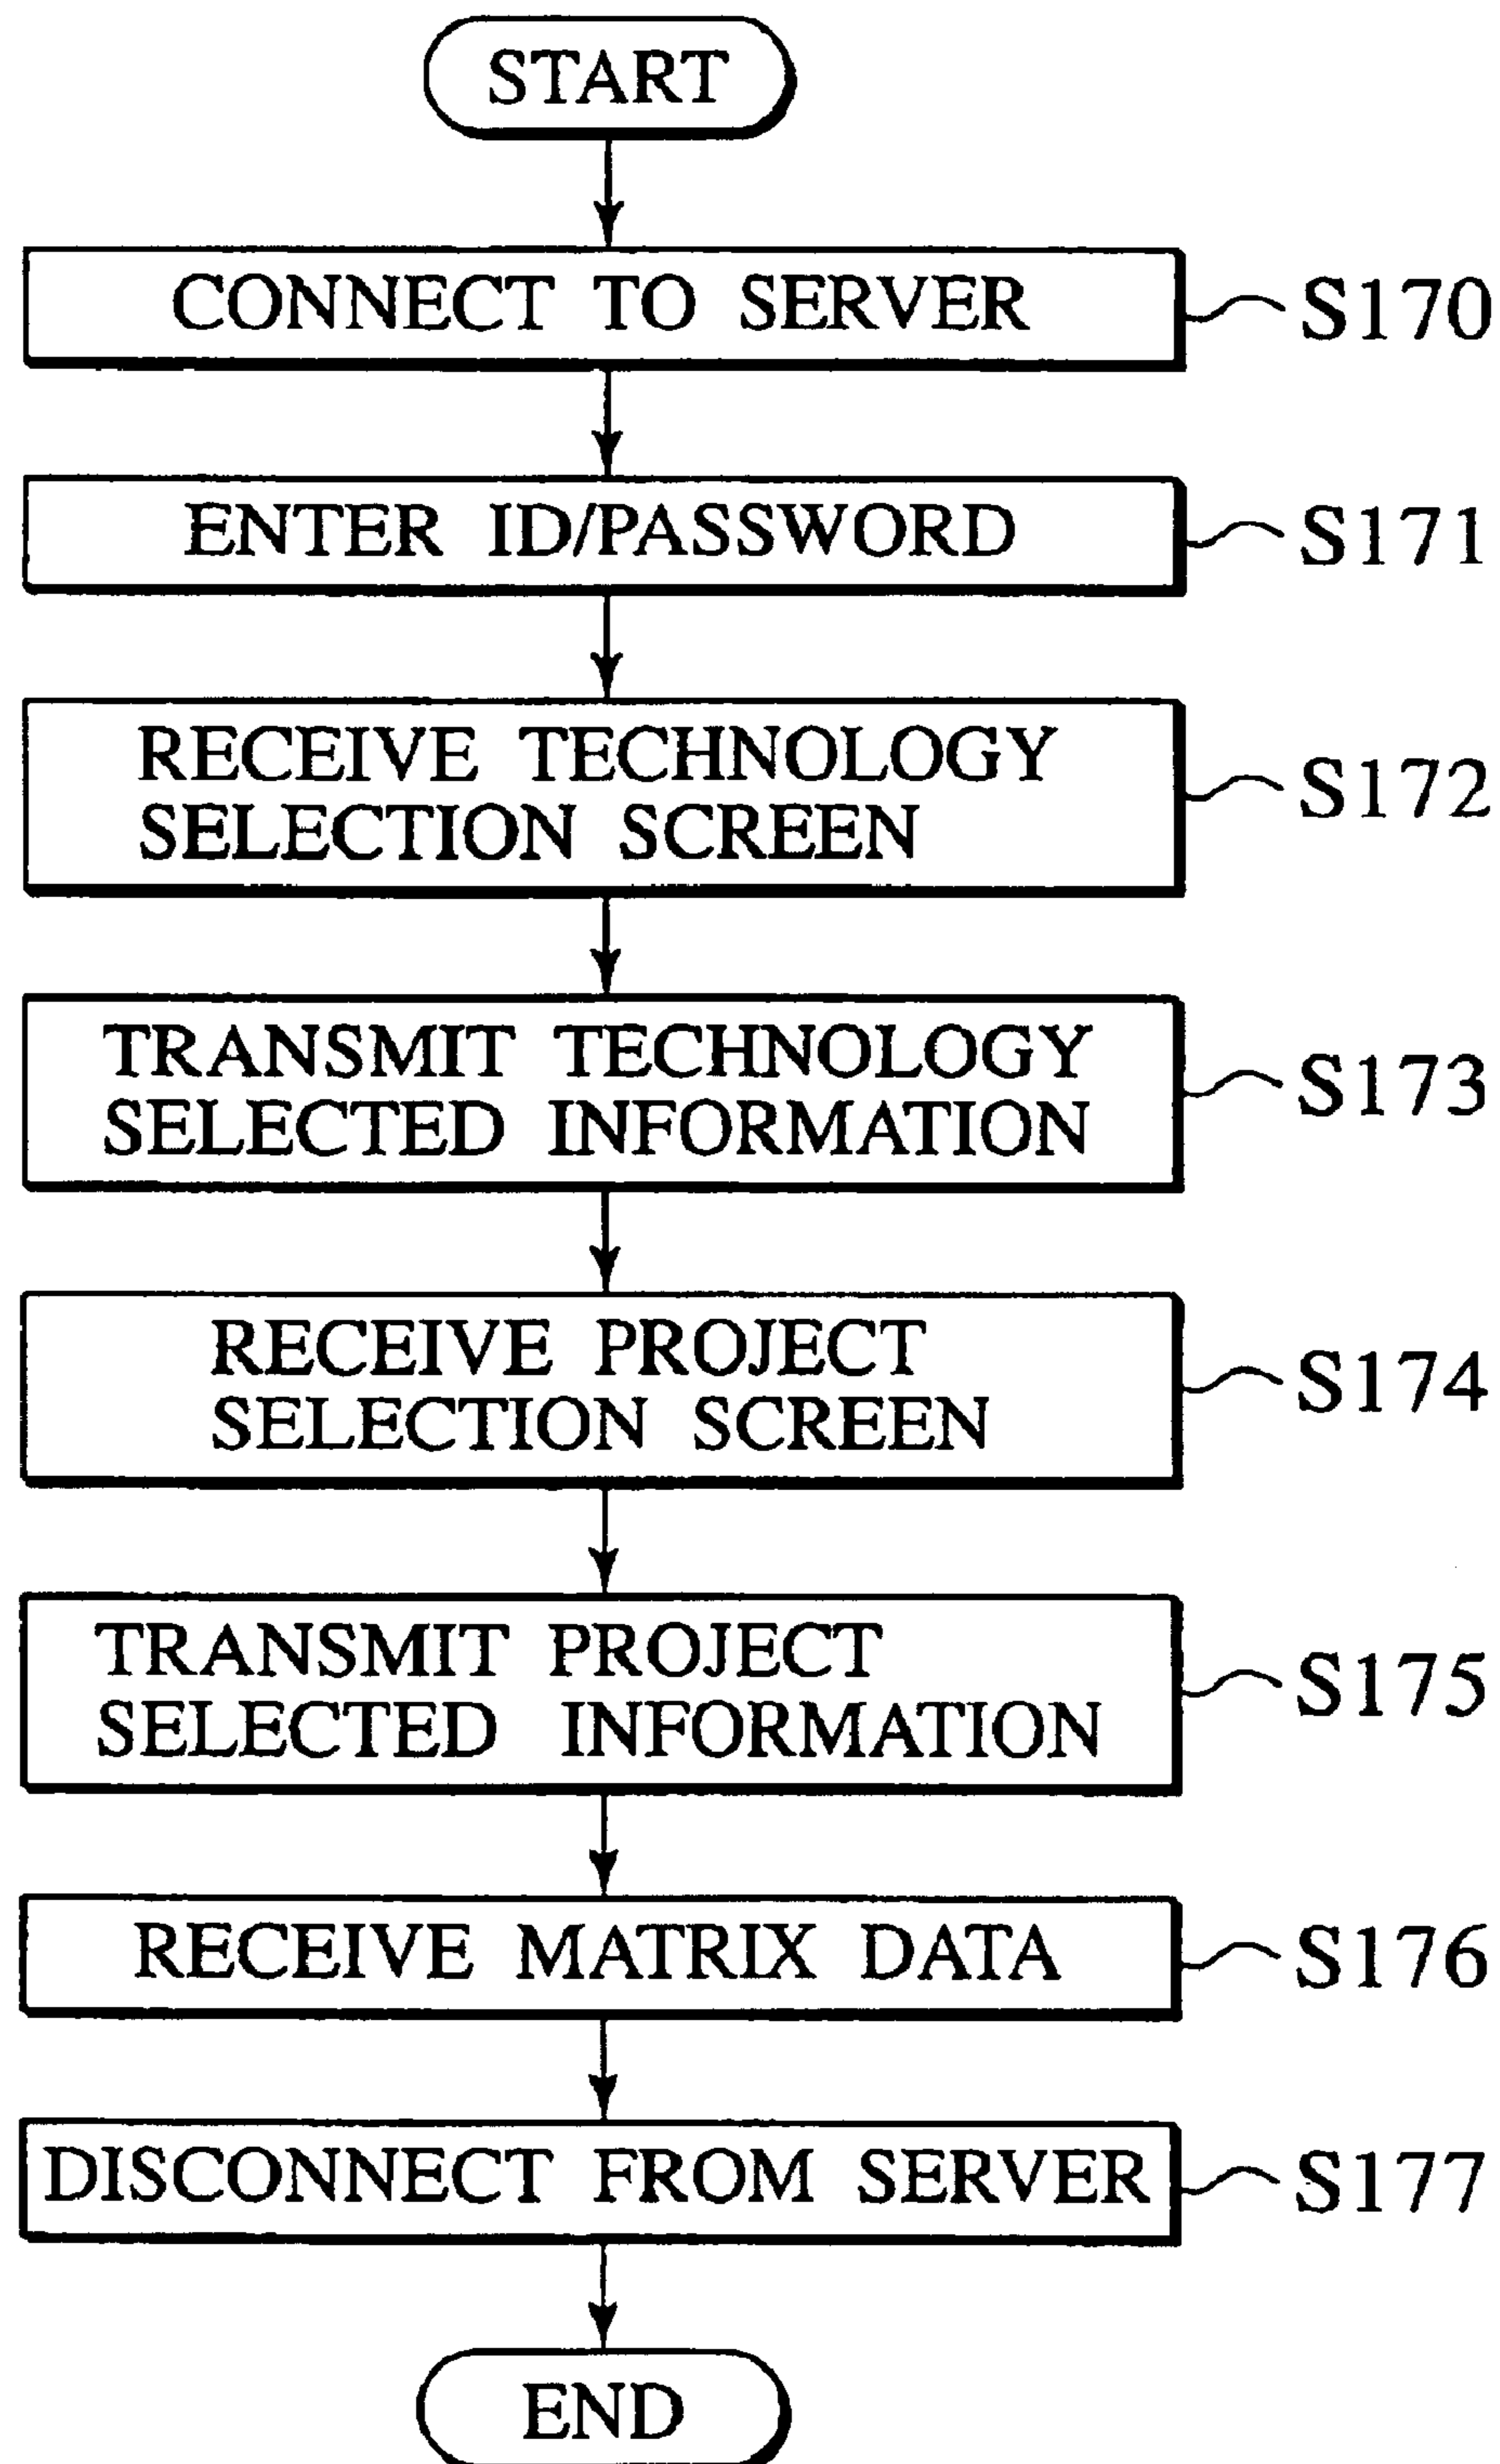 START
CONNECT TO SERVER
S170
ENTER ID/PASSWORD
S171
RECEIVE TECHNOLOGY
SELECTION SCREEN
S172
TRANSMIT TECHNOLOGY
SELECTED INFORMATION
S173
RECEIVE PROJECT
SELECTION SCREEN
S174
TRANSMIT PROJECT
SELECTED INFORMATION
S175
RECEIVE MATRIX DATA
S176
DISCONNECT FROM SERVER
S177
END